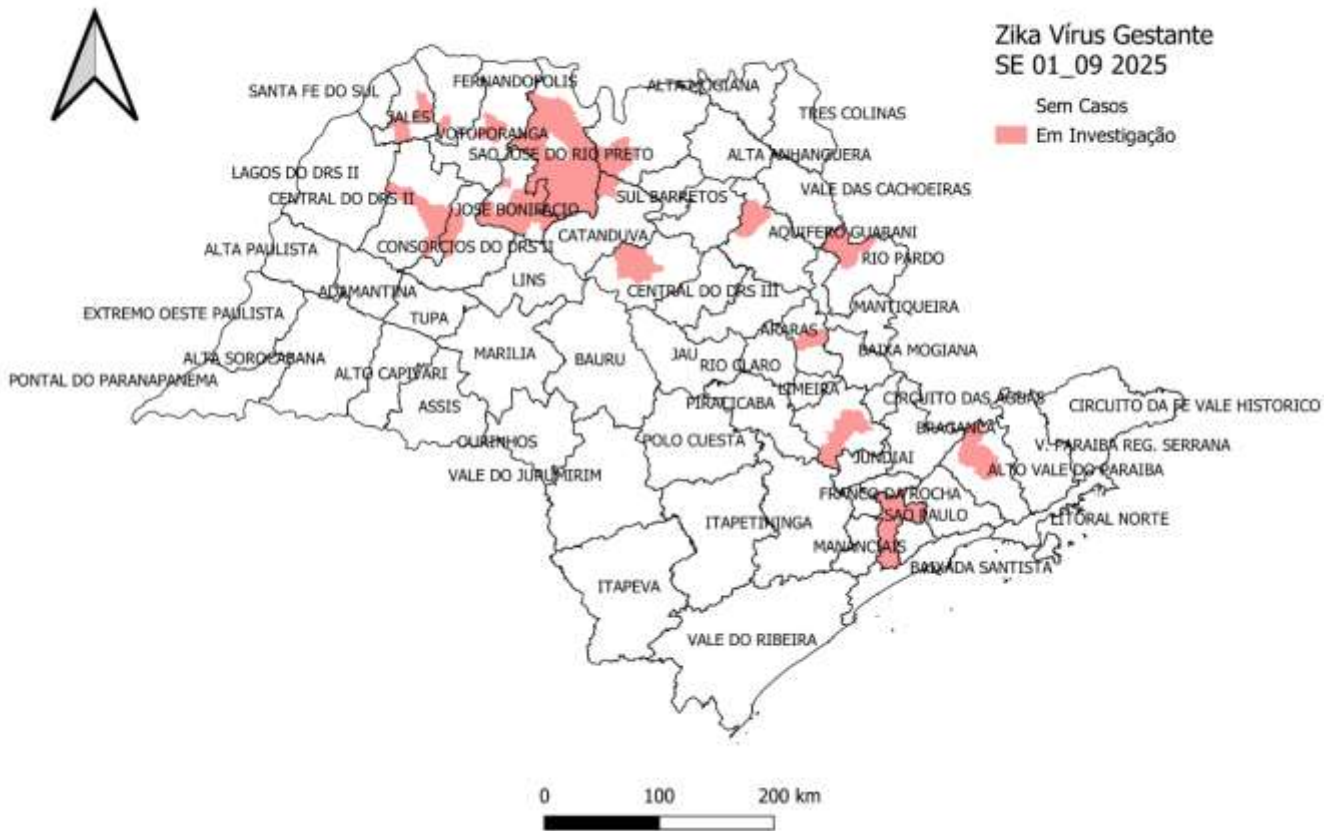 Zika Vírus Gestante
SE 01_09 2025
Sem Casos
Em Investigação
SANTA FE DO SUL
FERNANDOPOLIS
ALTA MOGIANA
JALES
VOTUPORANGA
TRES COLINAS
SAO JOSE DO RIO PRETO
ALTA ANHANGUERA
LAGOS DO DRS II
CENTRAL DO DRS II
SUL BARRETOS
VALE DAS CACHOEIRAS
JOSE BONIFACIO
CATANDUVA
AQUIFERO GUARANI
ALTA PAULISTA
CONSORCIOS DO DRS II
RIO PARDO
LINS
ADAMANTINA
CENTRAL DO DRS III
EXTREMO OESTE PAULISTA
TUPA
MANTIQUEIRA
ARARAS
ALTA SOROCABANA
MARILIA
BAURU
JAU
RIO CLARO
BAIXA MOGIANA
PONTAL DO PARANAPANEMA
ALTO CAPIVARI
LIMEIRA
ASSIS
PIRACICABA
CIRCUITO DAS AGUAS
CIRCUITO DA FE VALE HISTORICO
BRAGANCA
OURINHOS
POLO CUESTA
V. PARAIBA REG. SERRANA
JUNDIAI
ALTO VALE DO PARAIBA
VALE DO JURUMIRIM
FRANCO DA ROCHA
ITAPETININGA
SAO PAULO
LITORAL NORTE
MANANCIAIS
BAIXADA SANTISTA
ITAPEVA
VALE DO RIBEIRA
0 100 200 km